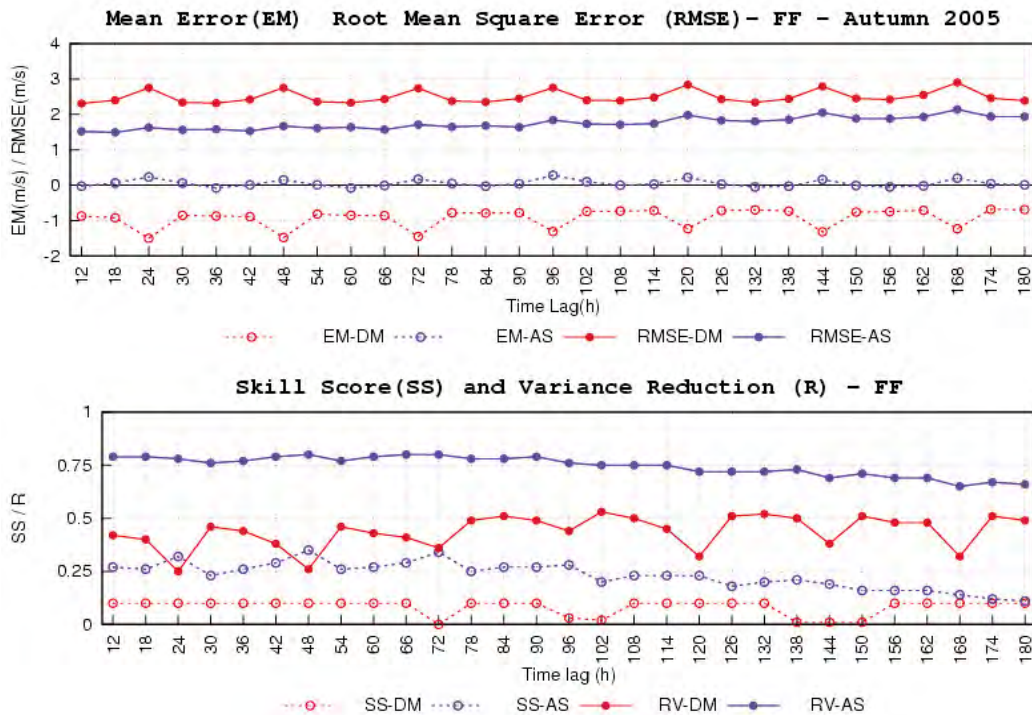 Mean Error(EM) Root Mean Square Error (RMSE)- FF - Autumn 2005
4
3
2
1
0
-1
-2
EM(m/s) / RMSE(m/s)
12 18 24 30 36 42 48 54 60 66 72 78 84 90 96 102 108 114 120 126 132 138 144 150 156 162 168 174 180
Time Lag(h)
EM-DM EM-AS RMSE-DM RMSE-AS
Skill Score(SS) and Variance Reduction (R) - FF
1
0.75
0.5
0.25
0
SS / R
12 18 24 30 36 42 48 54 60 66 72 78 84 90 96 102 108 114 120 126 132 138 144 150 156 162 168 174 180
Time lag (h)
SS-DM SS-AS RV-DM RV-AS